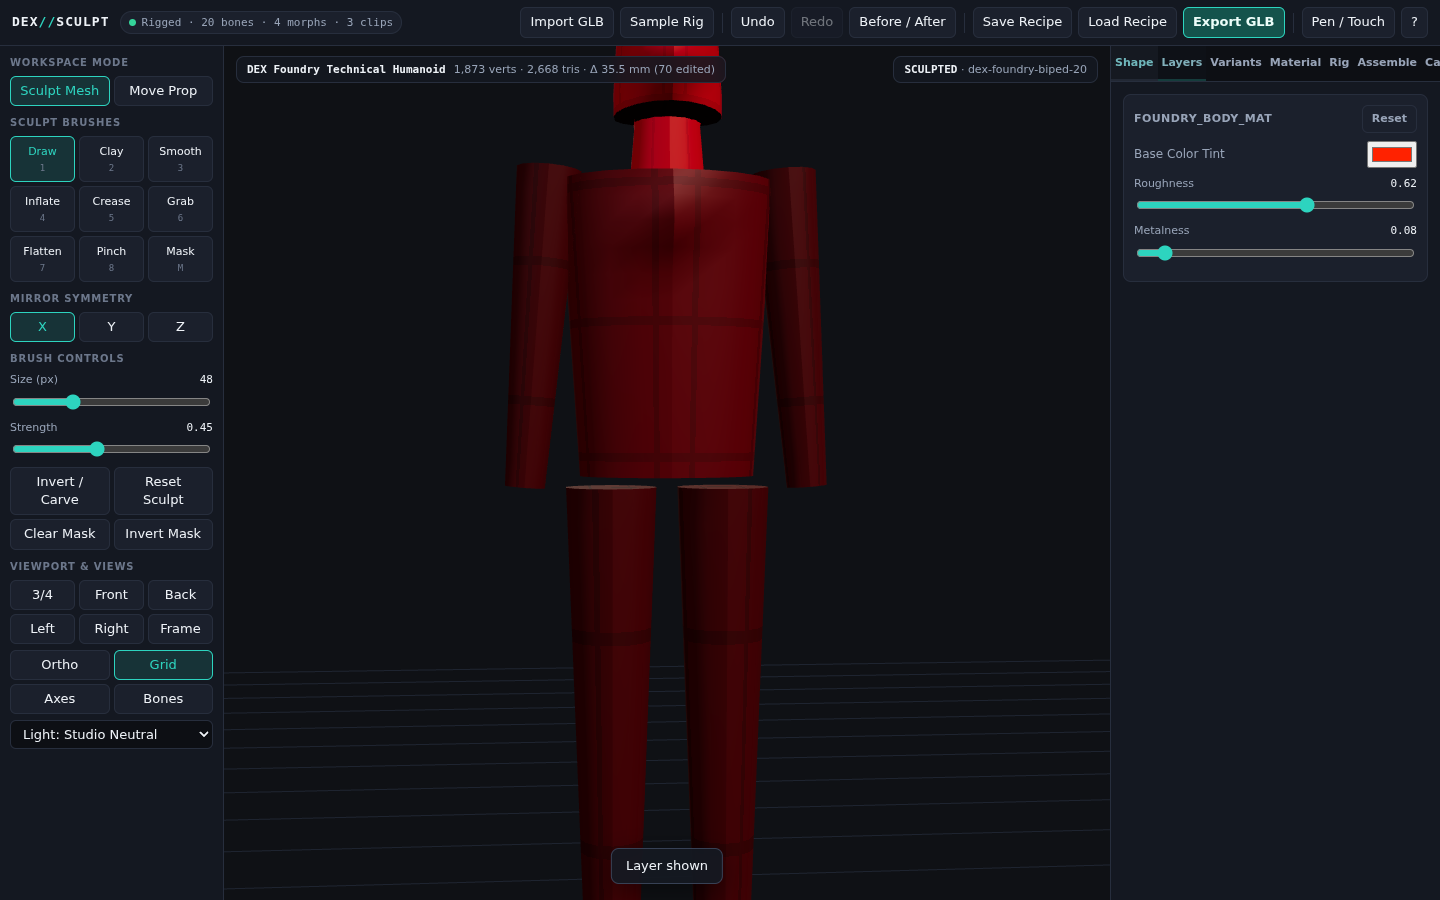 DEX//SCULPT
Rigged · 20 bones · 4 morphs · 3 clips
Import GLB
Sample Rig
Undo
Redo
Before / After
Save Recipe
Load Recipe
Export GLB
Pen / Touch
?
WORKSPACE MODE
Sculpt Mesh
Move Prop
SCULPT BRUSHES
Draw
1
Clay
2
Smooth
3
Inflate
4
Crease
5
Grab
6
Flatten
7
Pinch
8
Mask
M
MIRROR SYMMETRY
X
Y
Z
BRUSH CONTROLS
Size (px) 48
Strength 0.45
Invert /
Carve
Reset
Sculpt
Clear Mask
Invert Mask
VIEWPORT & VIEWS
3/4
Front
Back
Left
Right
Frame
Ortho
Grid
Axes
Bones
Light: Studio Neutral
DEX Foundry Technical Humanoid 1,873 verts · 2,668 tris · Δ 35.5 mm (70 edited)
SCULPTED · dex-foundry-biped-20
Layer shown
Shape
Layers
Variants
Material
Rig
Assemble
Ca
FOUNDRY_BODY_MAT
Reset
Base Color Tint
Roughness 0.62
Metalness 0.08